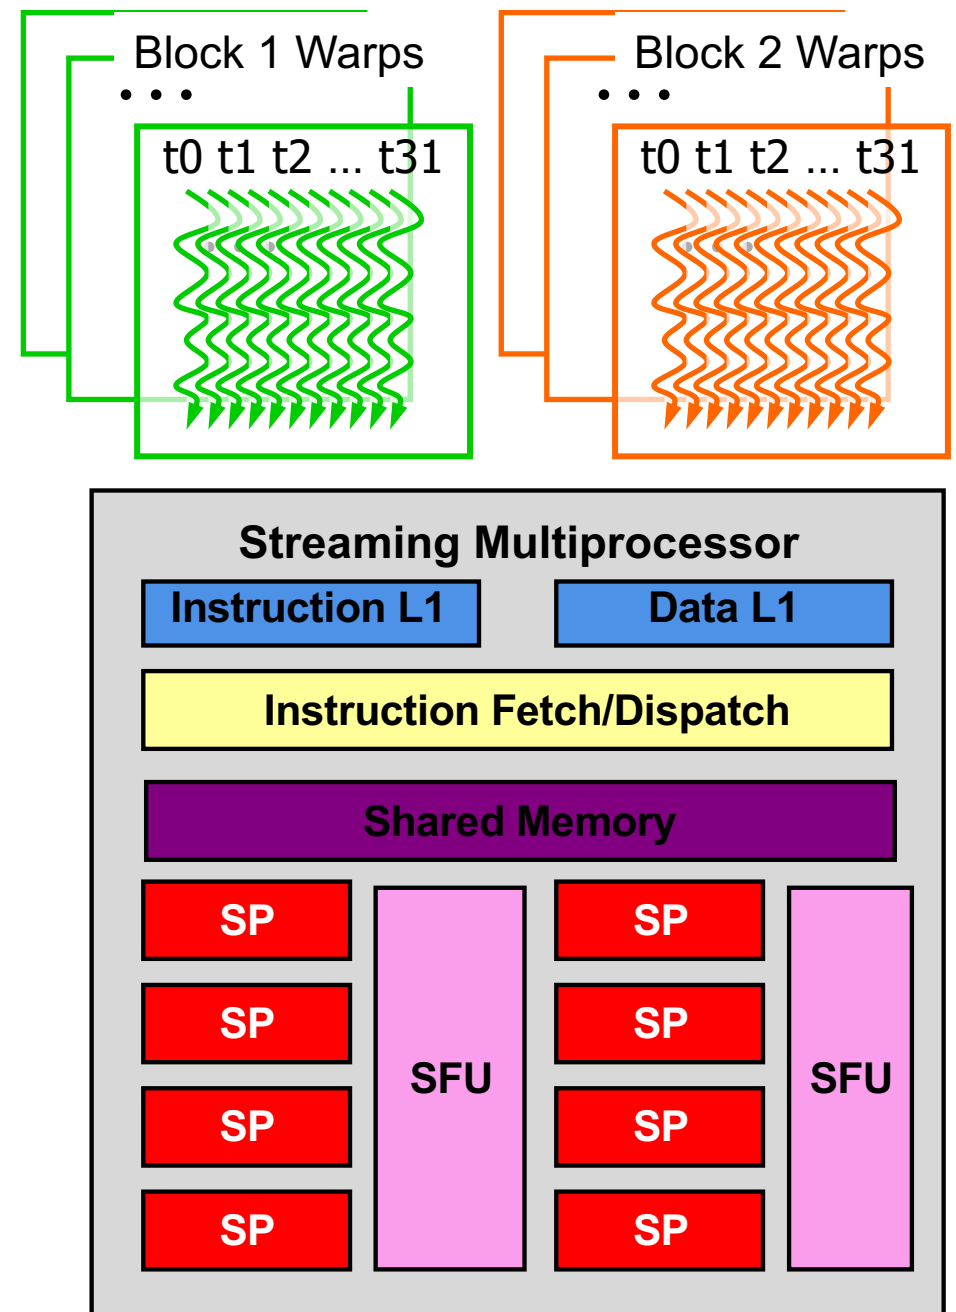 Block 1 Warps
• • •
t0 t1 t2 ... t31
Block 2 Warps
• • •
t0 t1 t2 ... t31
Streaming Multiprocessor
Instruction L1
Data L1
Instruction Fetch/Dispatch
Shared Memory
SP
SP
SP
SP
SFU
SP
SP
SP
SP
SFU